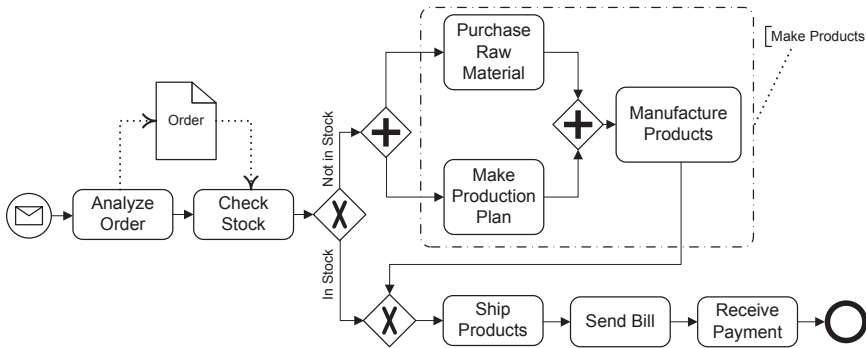 Purchase
Raw
Material
Make Products
Order
Not in Stock
Manufacture
Products
Analyze
Order
Check
Stock
Make
Production
Plan
In Stock
Ship
Products
Send Bill
Receive
Payment